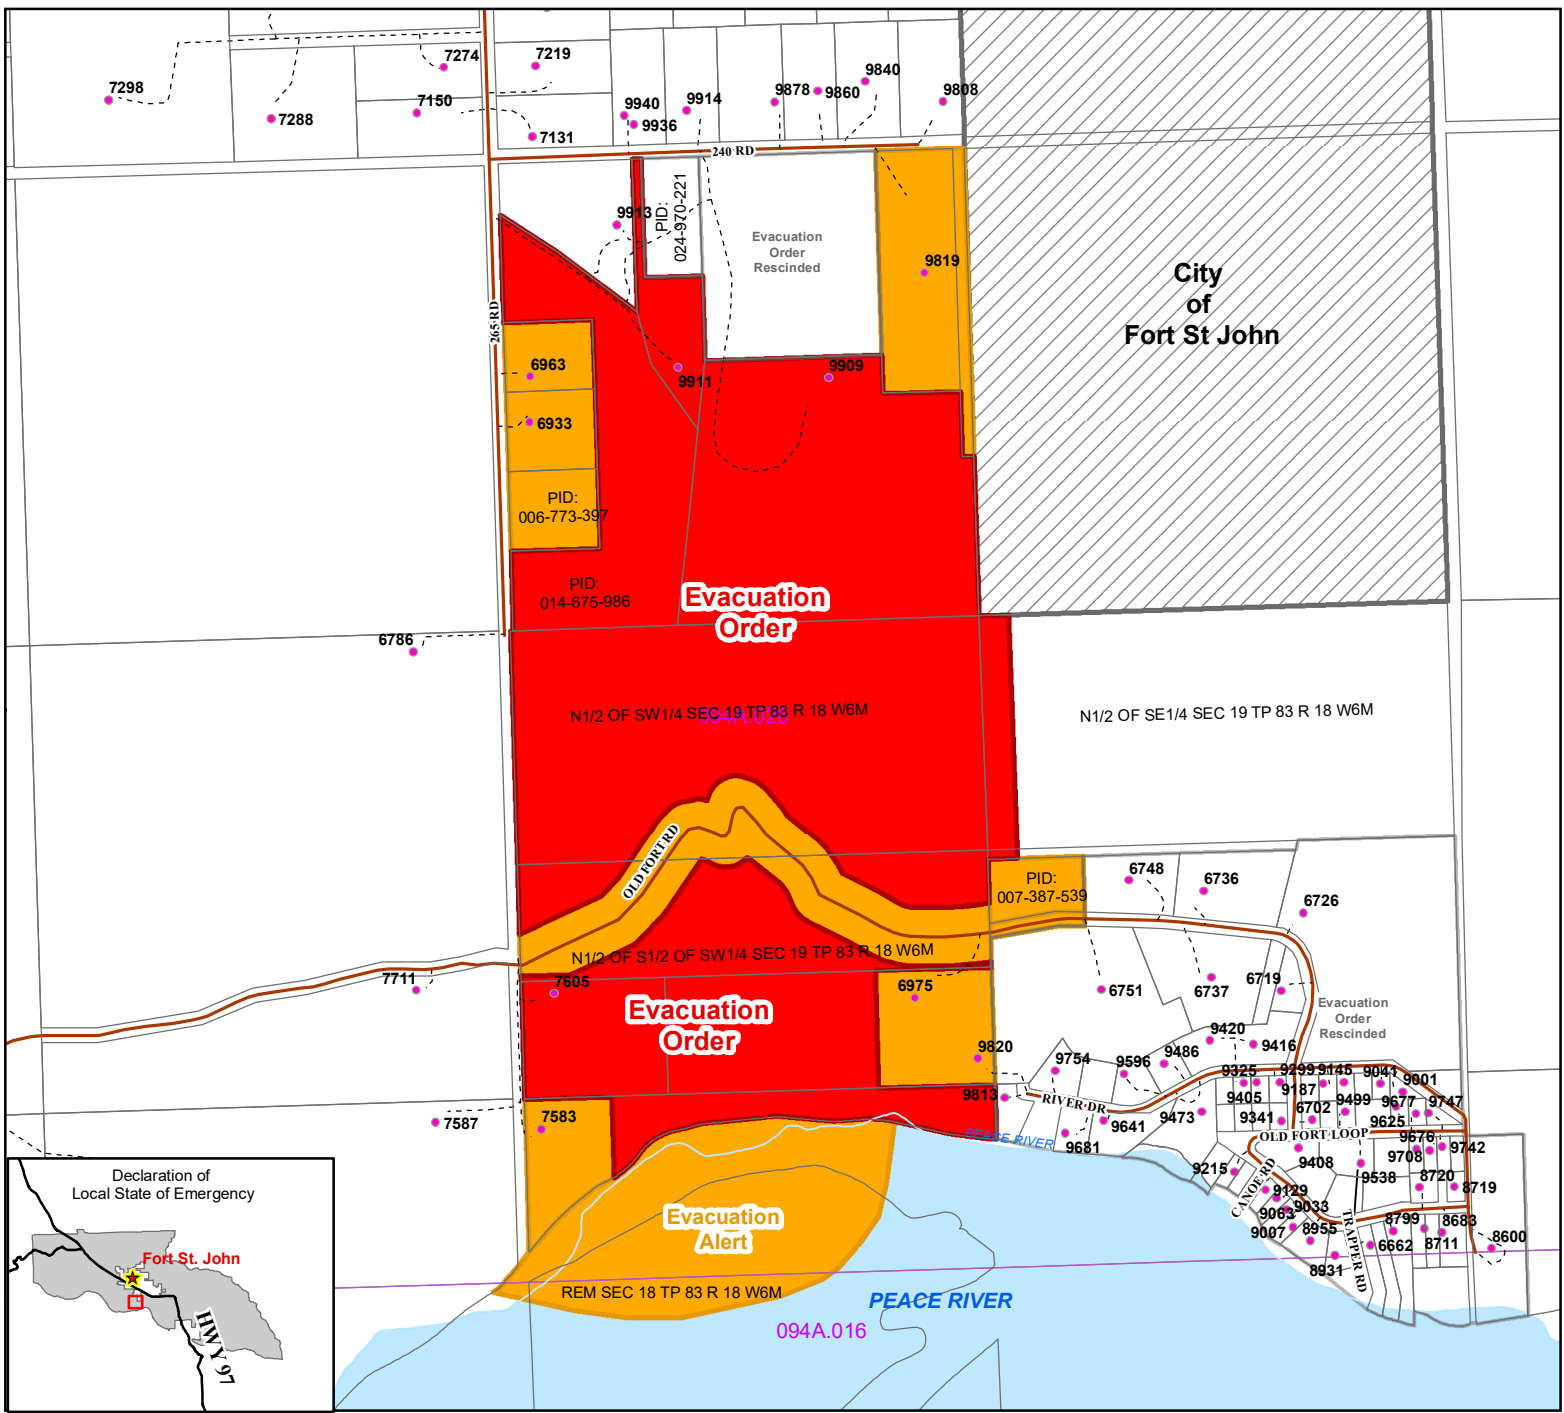 7298
7288
7274
7150
7219
7131
9940
9936
9914
9878
9860
9840
9808
240 RD
9913
PID:
024-970-221
Evacuation
Order
Rescinded
9819
City
of
Fort St John
265 RD
6963
6933
9911
9909
PID:
006-773-397
PID:
014-675-986
Evacuation
Order
6786
N1/2 OF SW1/4 SEC 19 TP 83 R 18 W6M
094A.026
N1/2 OF SE1/4 SEC 19 TP 83 R 18 W6M
OLD FORT RD
PID:
007-387-539
6748
6736
6726
N1/2 OF S1/2 OF SW1/4 SEC 19 TP 83 R 18 W6M
7711
7605
6975
6751
6737
6719
Evacuation
Order
Evacuation
Order
Rescinded
9820
9754
9596
9486
9420
9416
9813
RIVER DR
9325
9299
9145
9041
9001
9405
9187
9499
9677
9747
9473
9341
6702
9625
7587
7583
PEACE RIVER
9681
9641
OLD FORT LOOP
9676
9742
9708
9215
CANOE RD
9408
9538
8720
8719
9129
9063
9033
9007
8955
8931
TRAPPER RD
8799
8683
6662
8711
8600
Evacuation
Alert
REM SEC 18 TP 83 R 18 W6M
PEACE RIVER
094A.016
Declaration of
Local State of Emergency
Fort St. John
HWY 97